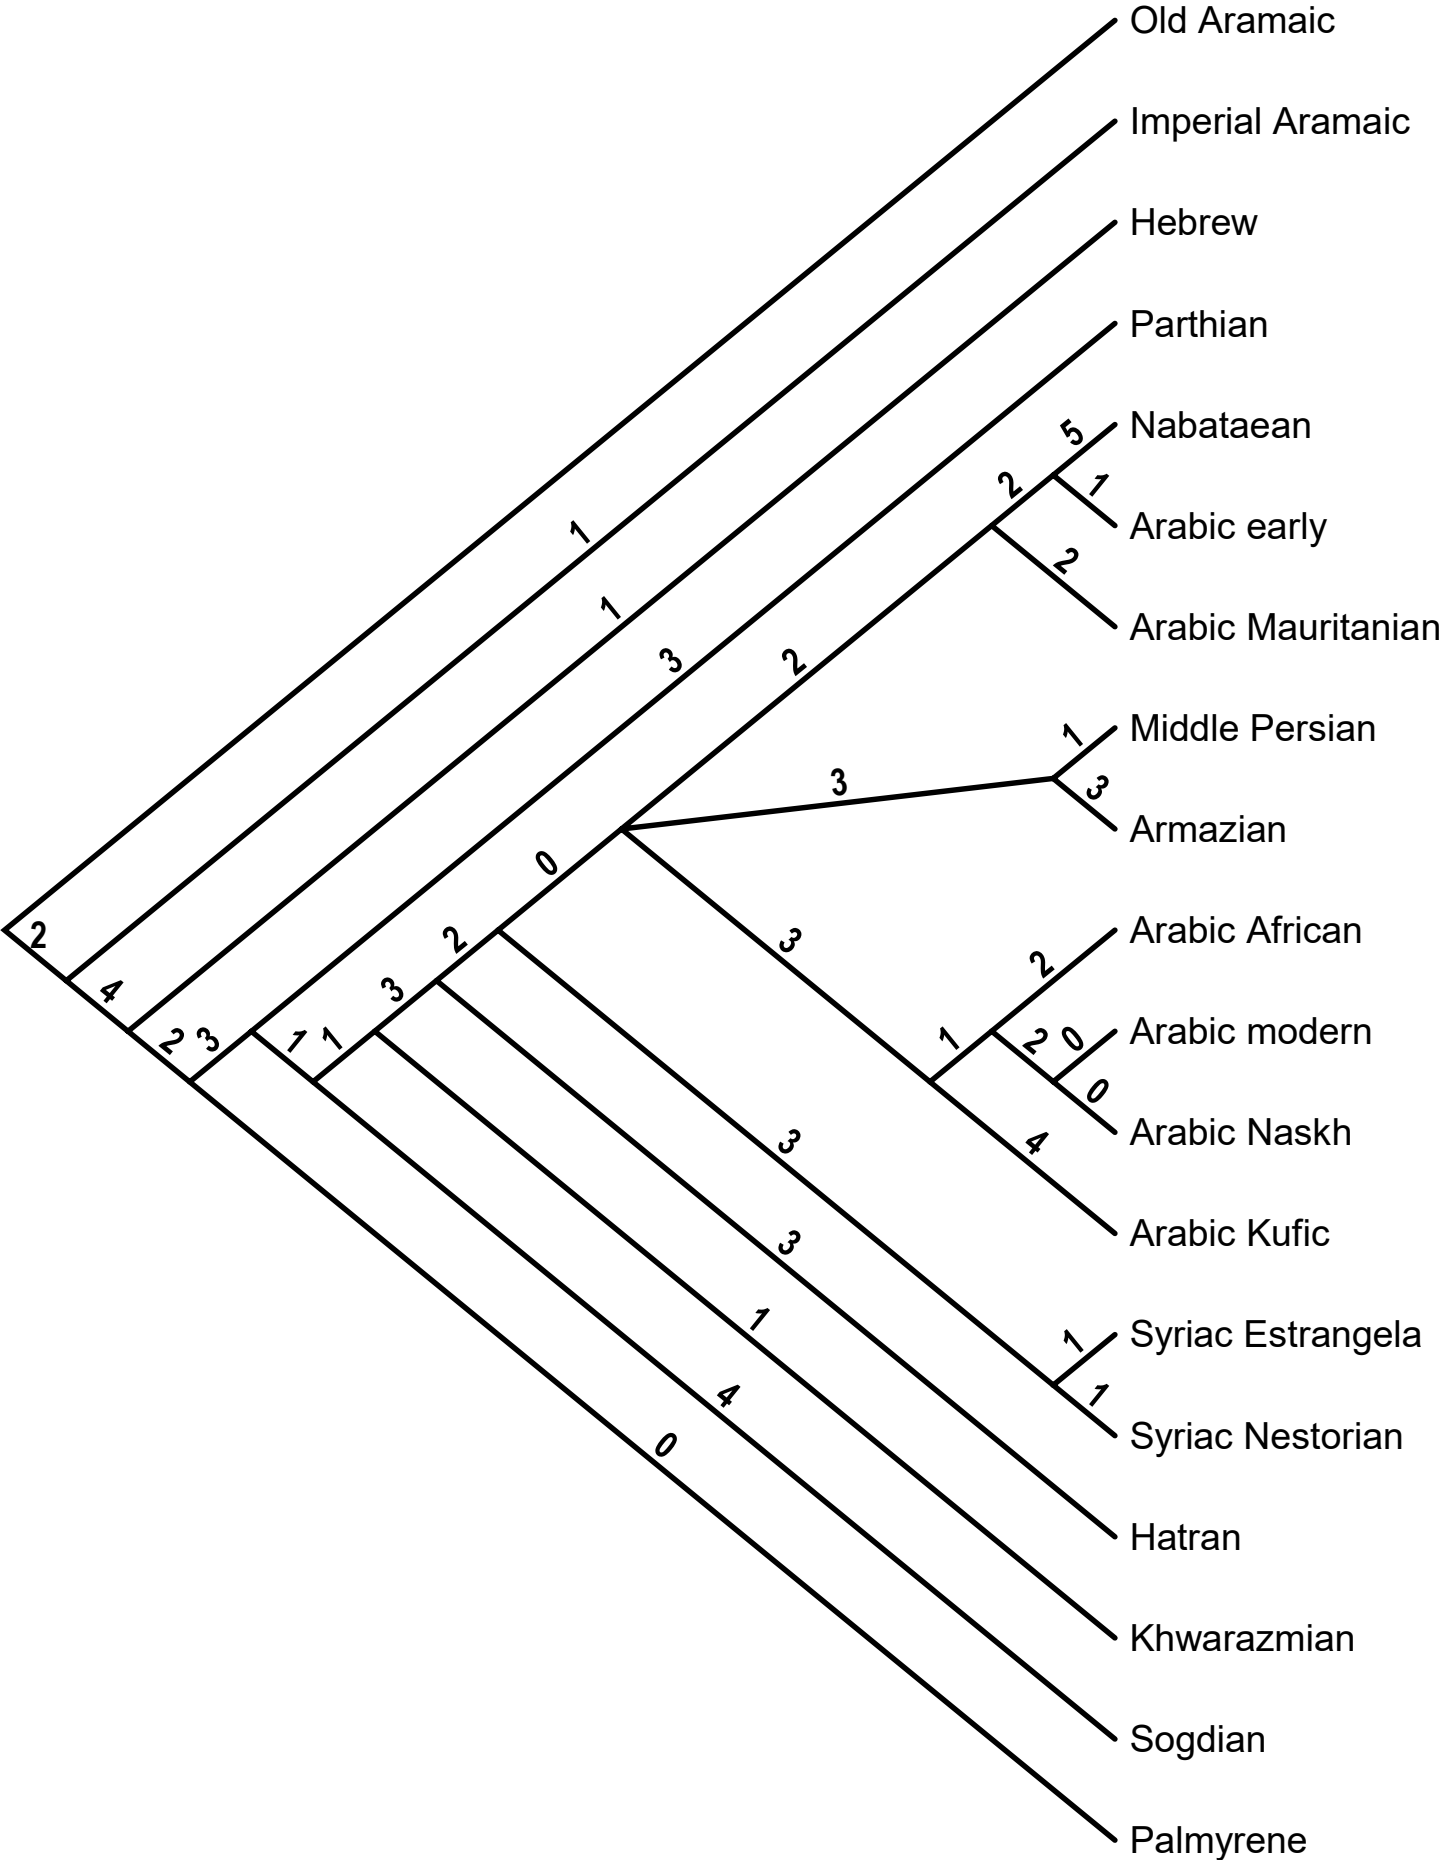 Old Aramaic
Imperial Aramaic
Hebrew
Parthian
5
Nabataean
2
1
Arabic early
1
2
1
Arabic Mauritanian
3
2
1
Middle Persian
3
3
Armazian
0
2
2
3
Arabic African
2
4
3
1
2
3
1
1
2
0
Arabic modern
0
Arabic Naskh
3
4
Arabic Kufic
3
1
1
Syriac Estrangela
4
1
Syriac Nestorian
0
Hatran
Khwarazmian
Sogdian
Palmyrene